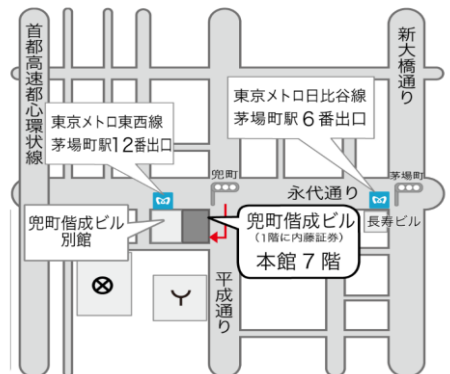 首都高速都心環状線
新大橋通り
東京メトロ日比谷線
茅場町駅6番出口
東京メトロ東西線
茅場町駅12番出口
兜町
茅場町
永代通り
兜町偕成ビル
別館
兜町偕成ビル
(1階に内藤証券)
本館7階
長寿ビル
平成通り